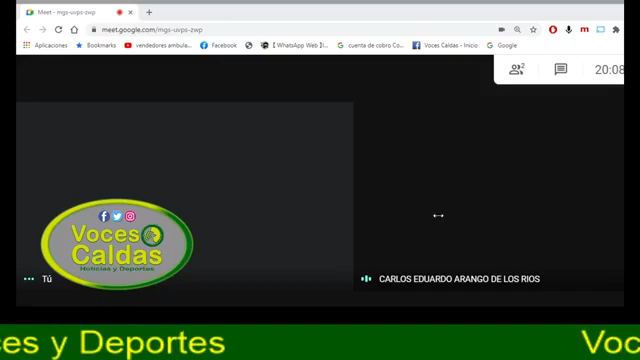 Meet - mgs-uvps-zwp
meet.google.com/mgs-uvps-zwp
Aplicaciones Bookmarks vendedores ambula... Facebook [WhatsApp Web ] cuenta de cobro Co... Voces Caldas - Inicio Google
2
20:08
Voces
Caldas
Noticias y Deportes
Tú
CARLOS EDUARDO ARANGO DE LOS RIOS
ces y Deportes
Voc